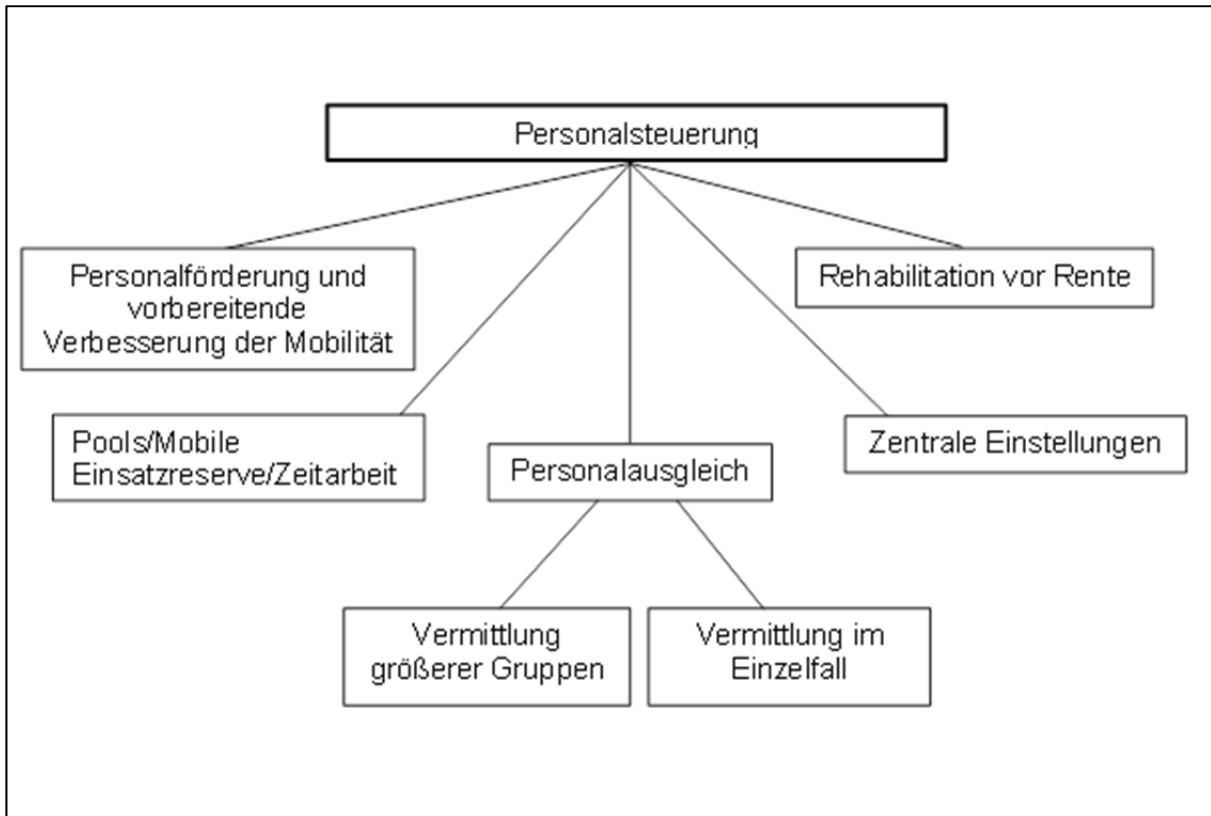 Personalsteuerung
Personalförderung und
vorbereitende
Verbesserung der Mobilität
Rehabilitation vor Rente
Pools/Mobile
Einsatzreserve/Zeitarbeit
Personalausgleich
Zentrale Einstellungen
Vermittlung
größerer Gruppen
Vermittlung im
Einzelfall